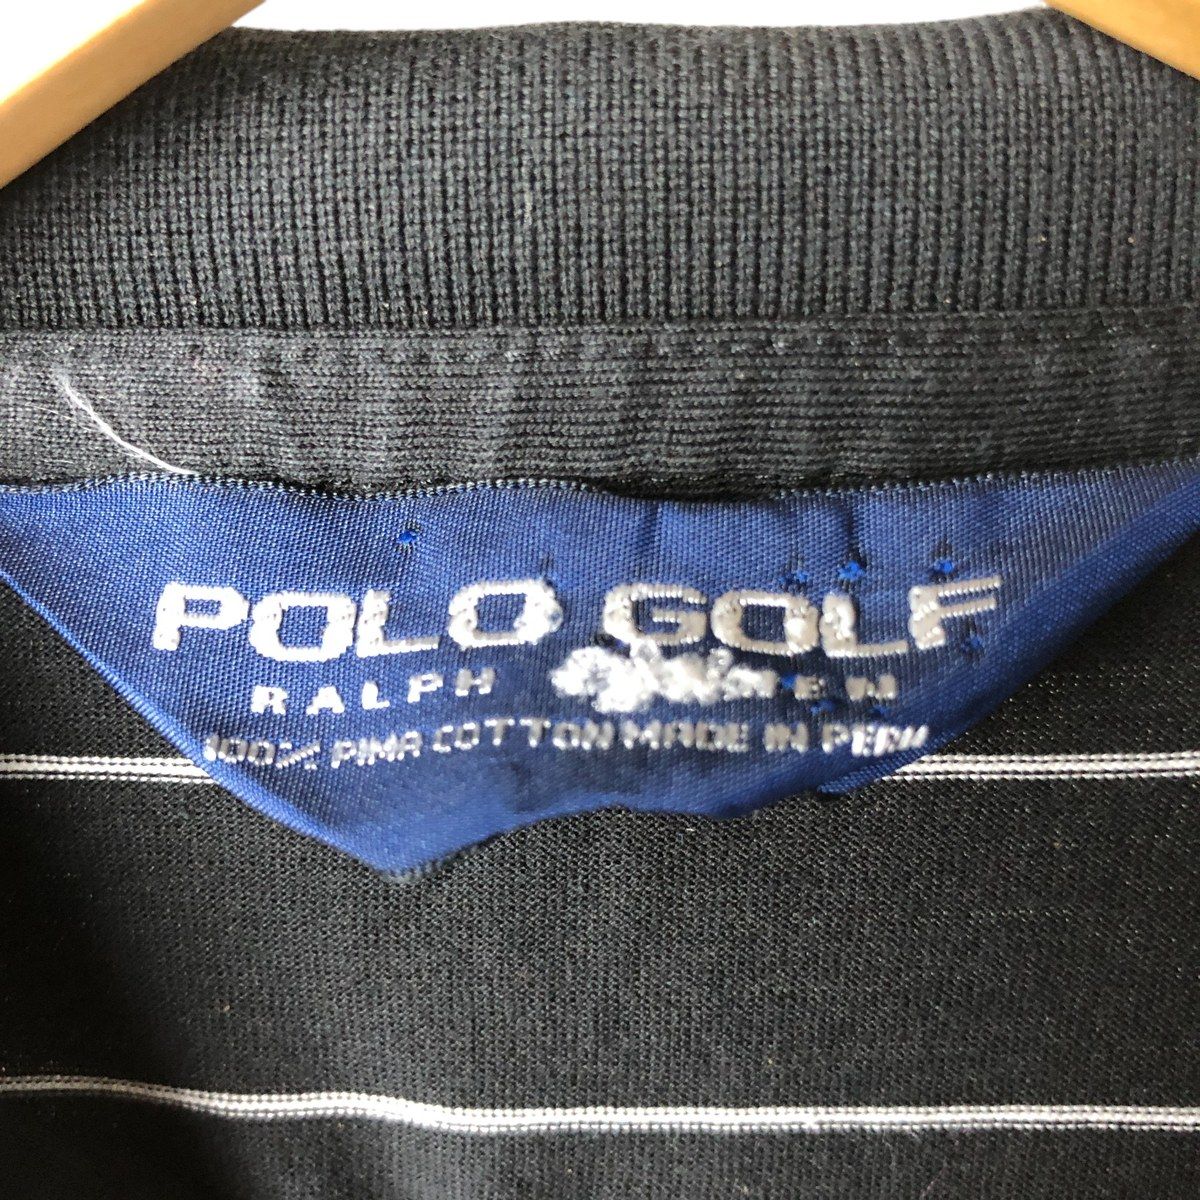 POLO GOLF
RALPH
100% PIMA COTTON MADE IN PERU